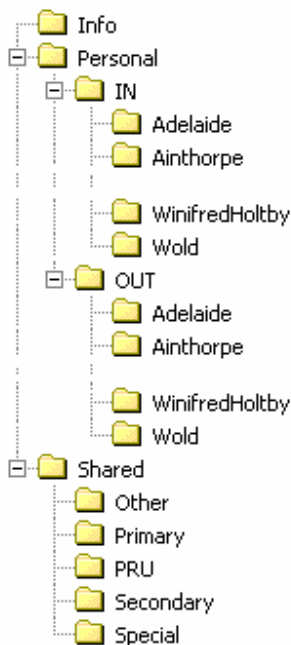 Info
Personal
IN
Adelaide
Ainthorpe
WinifredHoltby
Wold
OUT
Adelaide
Ainthorpe
WinifredHoltby
Wold
Shared
Other
Primary
PRU
Secondary
Special